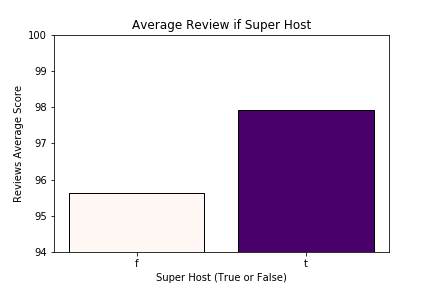 Average Review if Super Host
Reviews Average Score
100
99
98
97
96
95
94
f t
Super Host (True or False)